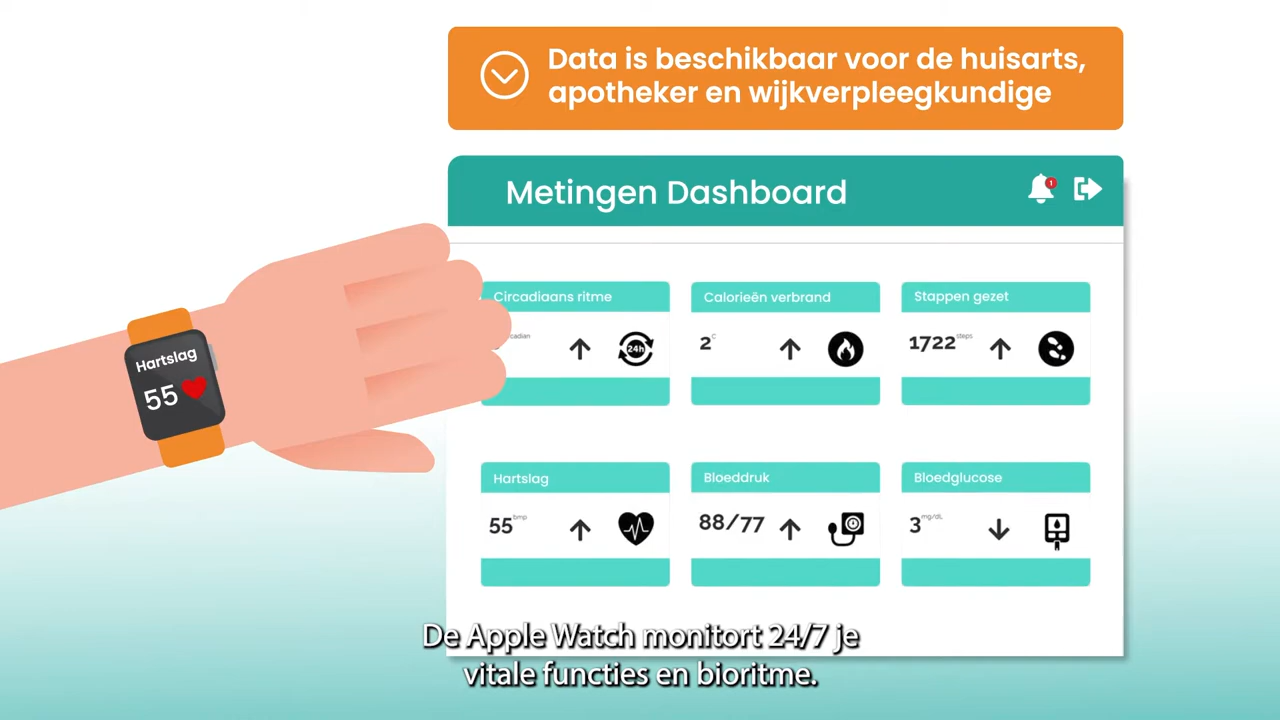 Data is beschikbaar voor de huisarts,
apotheker en wijkverpleegkundige
Metingen Dashboard
1
Circadiaans ritme
24h
Calorieën verbrand
2 c
Stappen gezet
1722 steps
Hartslag
55
Hartslag
55 bmp
Bloeddruk
88/77
Bloedglucose
3 mg/dL
De Apple Watch monitort 24/7 je
vitale functies en bioritme.